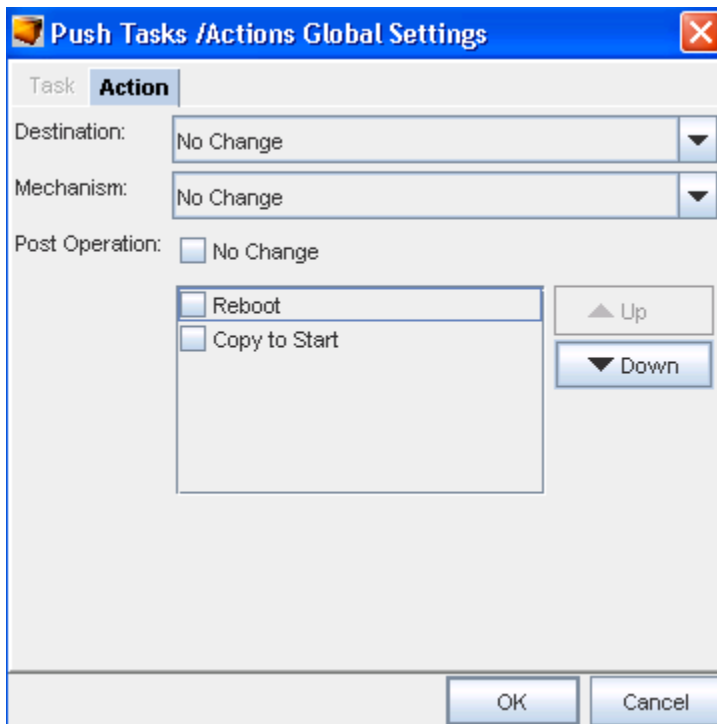 Push Tasks /Actions Global Settings
Task Action
Destination: No Change
Mechanism: No Change
Post Operation: No Change
Reboot Up
Copy to Start Down
OK Cancel